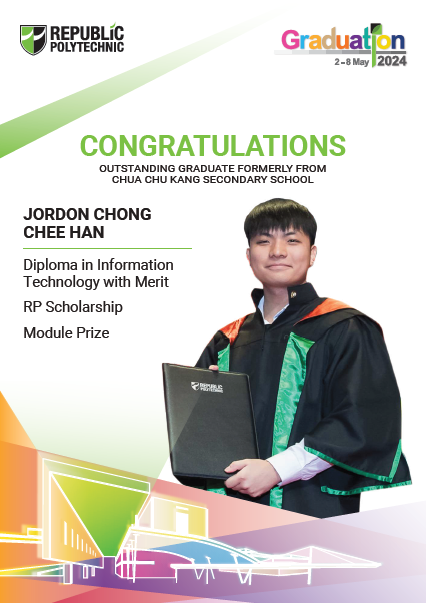 REPUBLIC
POLYTECHNIC
Graduation
2 – 8 May 2024
CONGRATULATIONS
OUTSTANDING GRADUATE FORMERLY FROM
CHUA CHU KANG SECONDARY SCHOOL
JORDON CHONG
CHEE HAN
Diploma in Information
Technology with Merit
RP Scholarship
Module Prize
REPUBLIC
POLYTECHNIC